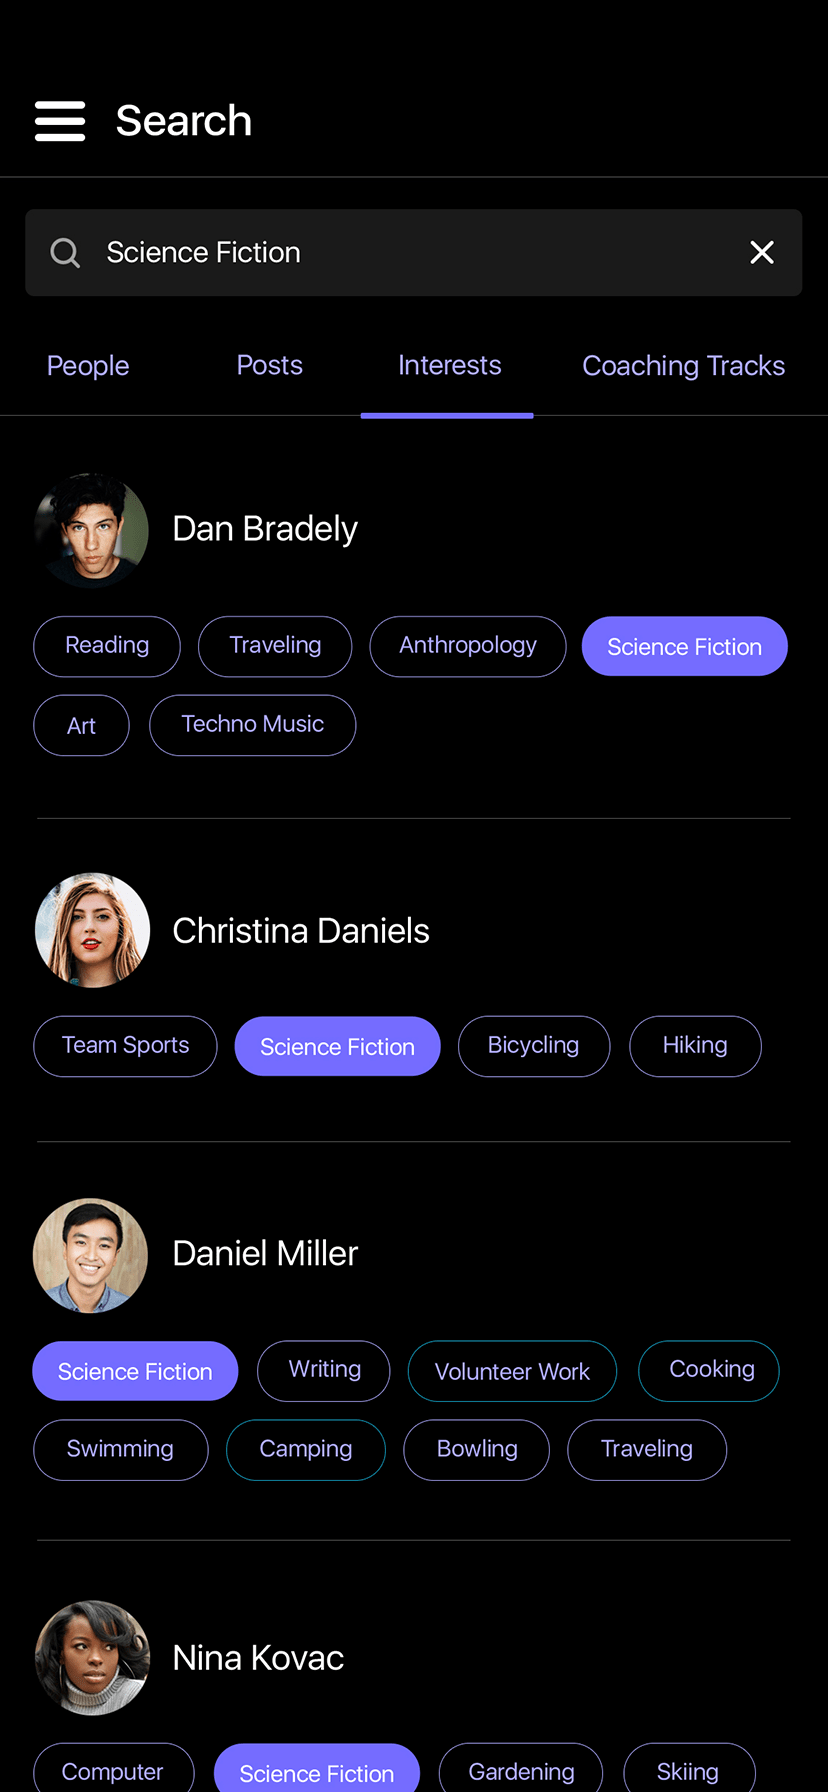 Search
Science Fiction
People Posts Interests Coaching Tracks
Dan Bradely
Reading Traveling Anthropology Science Fiction
Art Techno Music
Christina Daniels
Team Sports Science Fiction Bicycling Hiking
Daniel Miller
Science Fiction Writing Volunteer Work Cooking
Swimming Camping Bowling Traveling
Nina Kovac
Computer Science Fiction Gardening Skiing